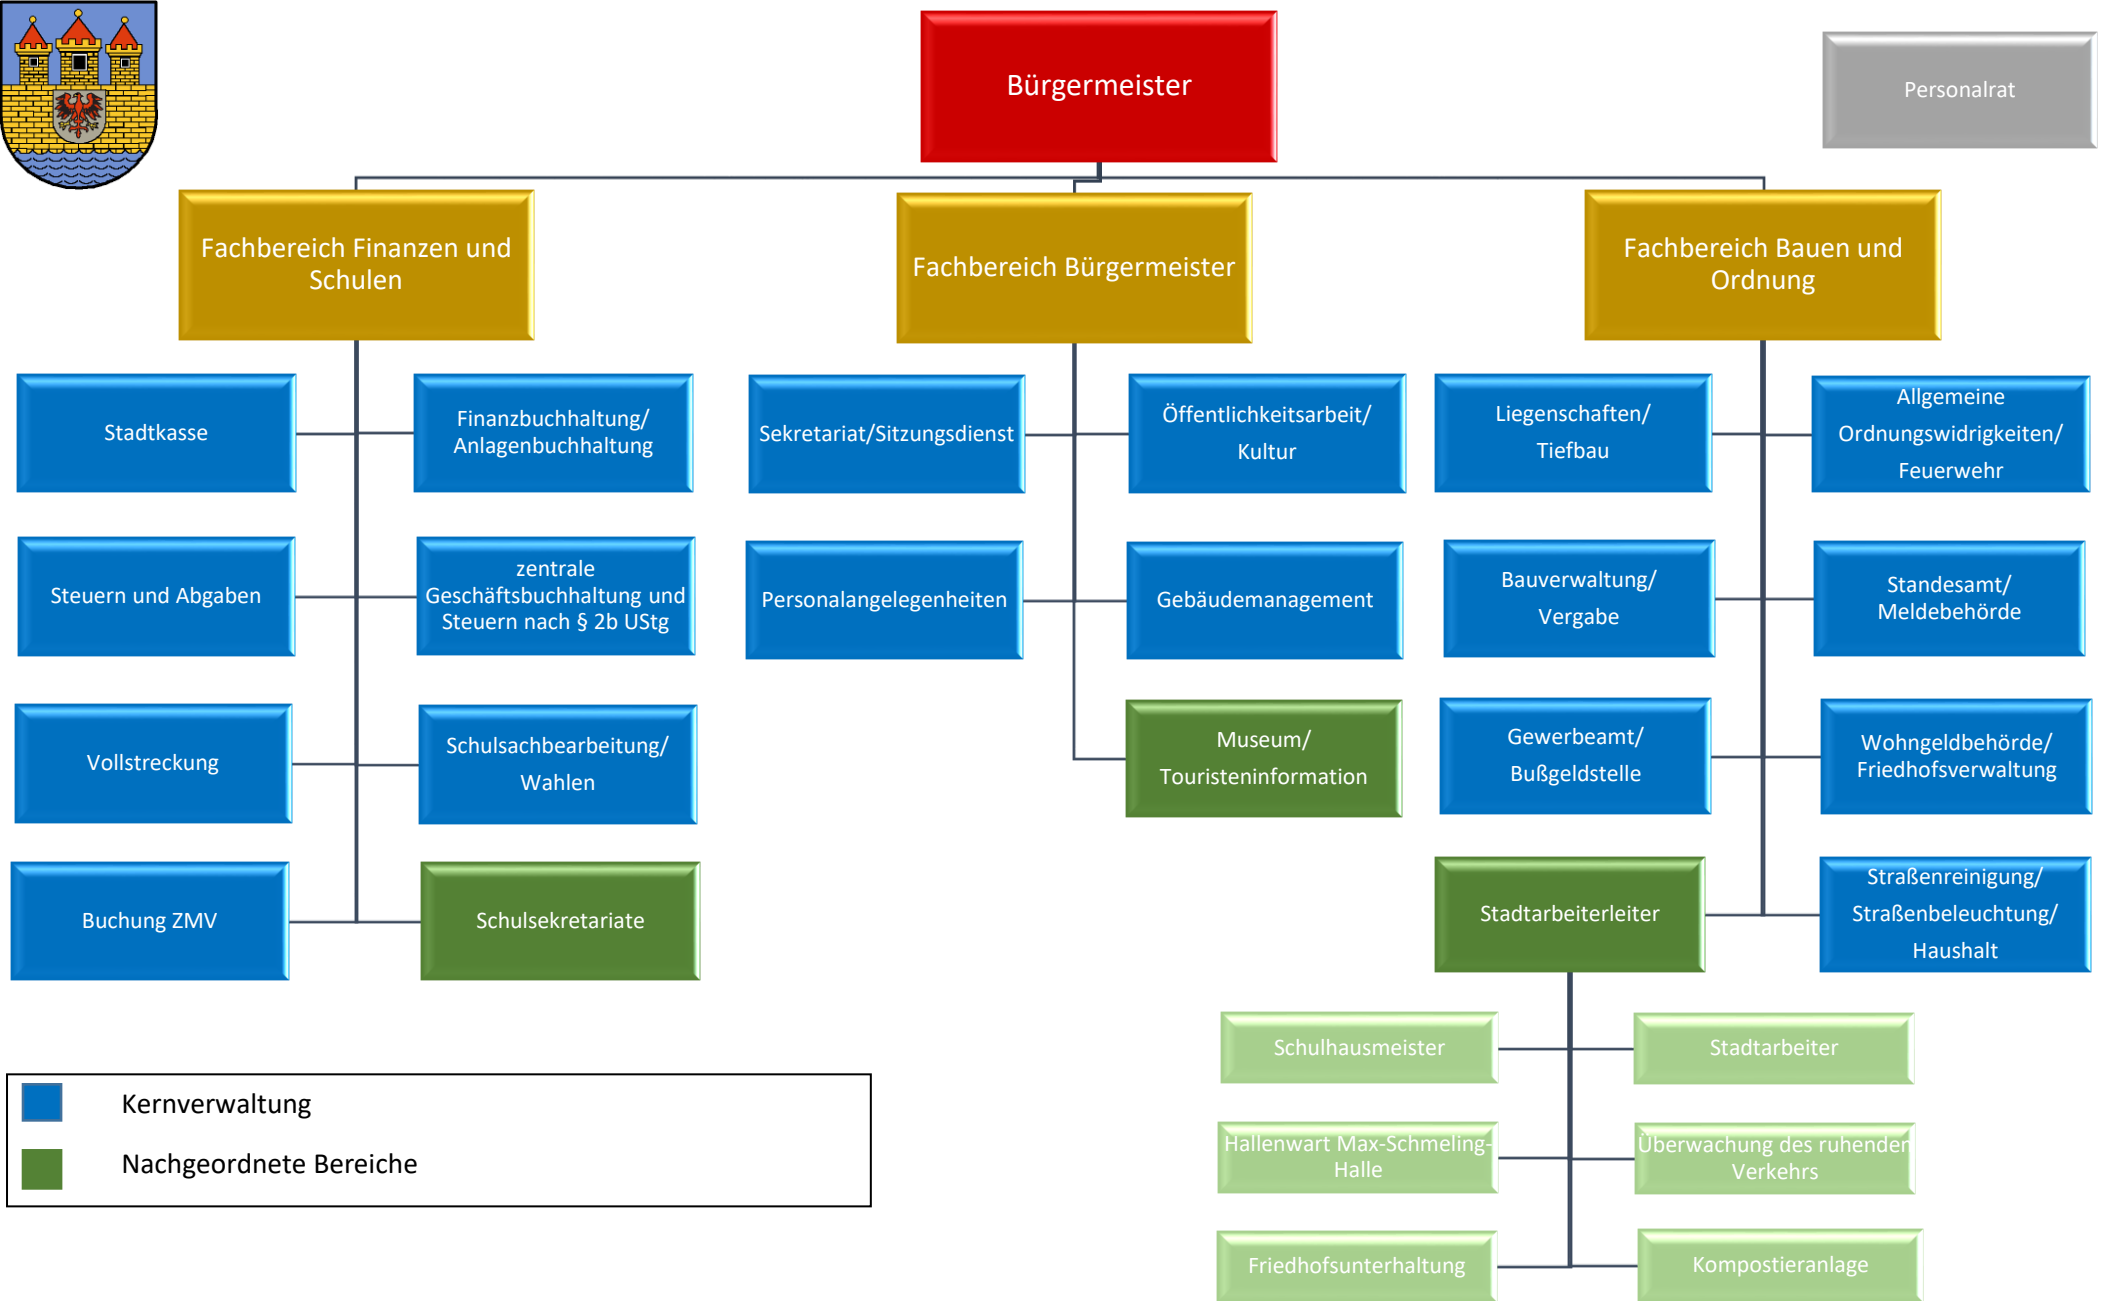 Bürgermeister
Personalrat
Fachbereich Finanzen und
Schulen
Fachbereich Bürgermeister
Fachbereich Bauen und
Ordnung
Stadtkasse
Finanzbuchhaltung/
Anlagenbuchhaltung
Steuern und Abgaben
zentrale
Geschäftsbuchhaltung und
Steuern nach § 2b UStg
Vollstreckung
Schulsachbearbeitung/
Wahlen
Buchung ZMV
Schulsekretariate
Sekretariat/Sitzungsdienst
Öffentlichkeitsarbeit/
Kultur
Personalangelegenheiten
Gebäudemanagement
Museum/
Touristeninformation
Liegenschaften/
Tiefbau
Allgemeine
Ordnungswidrigkeiten/
Feuerwehr
Bauverwaltung/
Vergabe
Standesamt/
Meldebehörde
Gewerbeamt/
Bußgeldstelle
Wohngeldbehörde/
Friedhofsverwaltung
Stadtarbeiterleiter
Straßenreinigung/
Straßenbeleuchtung/
Haushalt
Schulhausmeister
Stadtarbeiter
Hallenwart Max-Schmeling-
Halle
Überwachung des ruhenden
Verkehrs
Friedhofsunterhaltung
Kompostieranlage
Kernverwaltung
Nachgeordnete Bereiche